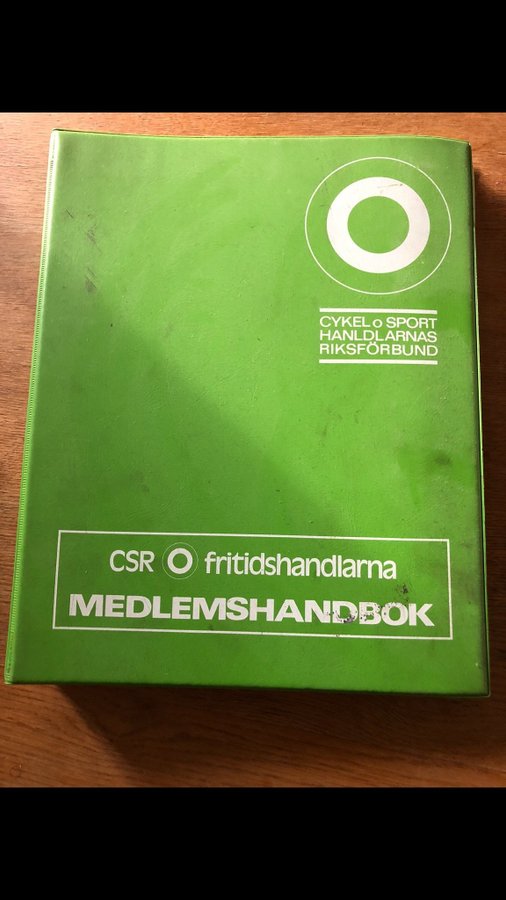 CYKEL o SPORT
HANLDLARNAS
RIKSFÖRBUND
CSR fritidshandlarna
MEDLEMSHANDBOK